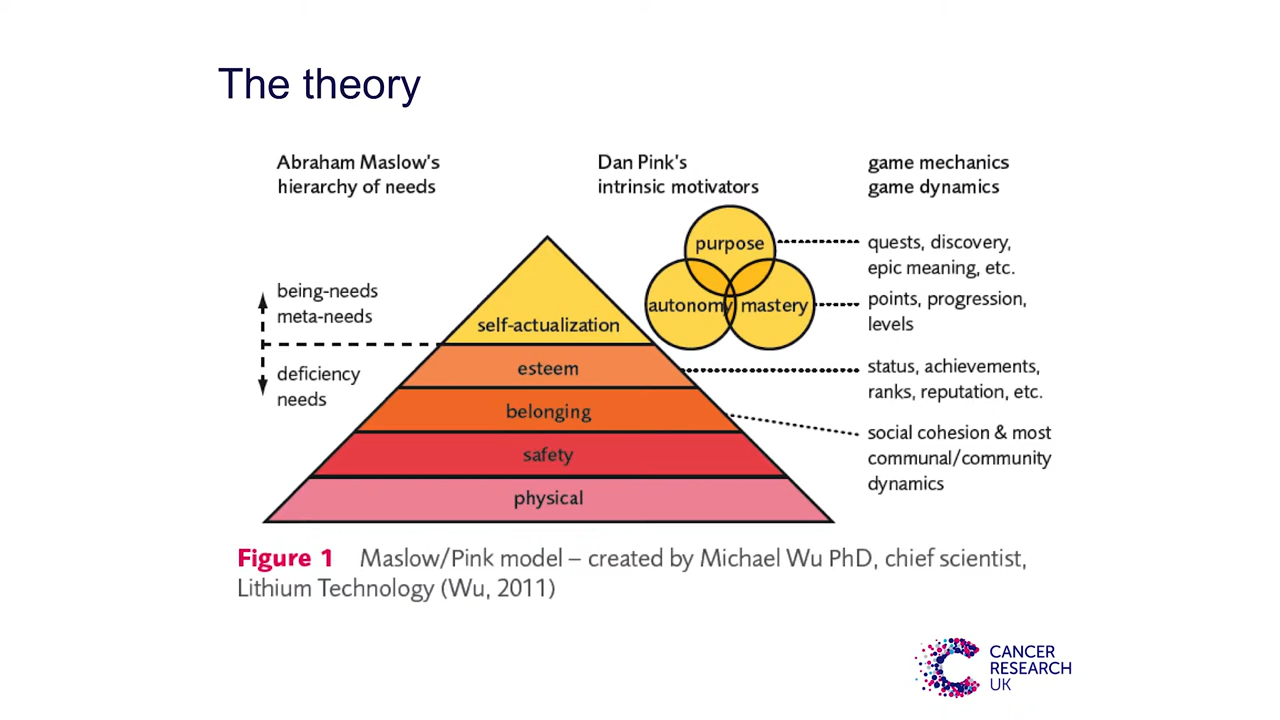 The theory
Abraham Maslow's
hierarchy of needs
Dan Pink's
intrinsic motivators
game mechanics
game dynamics
being-needs
meta-needs
deficiency
needs
self-actualization
esteem
belonging
safety
physical
purpose
autonomy
mastery
quests, discovery,
epic meaning, etc.
points, progression,
levels
status, achievements,
ranks, reputation, etc.
social cohesion & most
communal/community
dynamics
Figure 1 Maslow/Pink model – created by Michael Wu PhD, chief scientist,
Lithium Technology (Wu, 2011)
CANCER
RESEARCH
UK